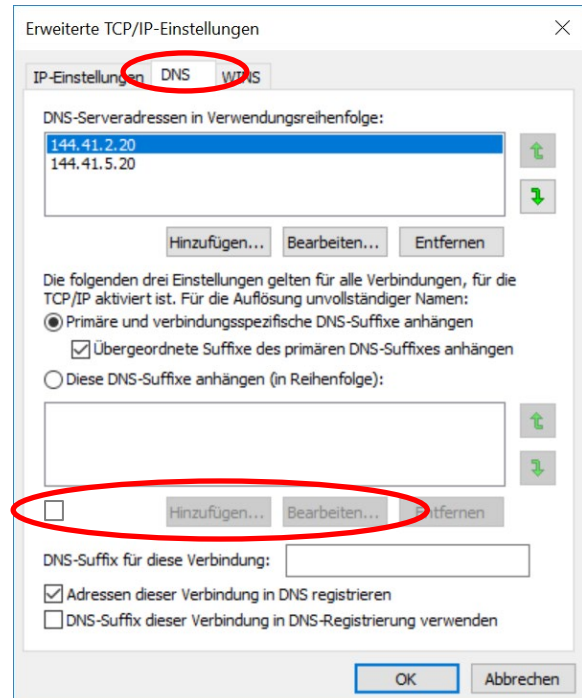 Erweiterte TCP/IP-Einstellungen
IP-Einstellungen DNS WINS
DNS-Serveradressen in Verwendungsreihenfolge:
144.41.2.20
144.41.5.20
Hinzufügen... Bearbeiten... Entfernen
Die folgenden drei Einstellungen gelten für alle Verbindungen, für die
TCP/IP aktiviert ist. Für die Auflösung unvollständiger Namen:
Primäre und verbindungsspezifische DNS-Suffixe anhängen
Übergeordnete Suffixe des primären DNS-Suffixes anhängen
Diese DNS-Suffixe anhängen (in Reihenfolge):
Hinzufügen... Bearbeiten... Entfernen
DNS-Suffix für diese Verbindung:
Adressen dieser Verbindung in DNS registrieren
DNS-Suffix dieser Verbindung in DNS-Registrierung verwenden
OK Abbrechen